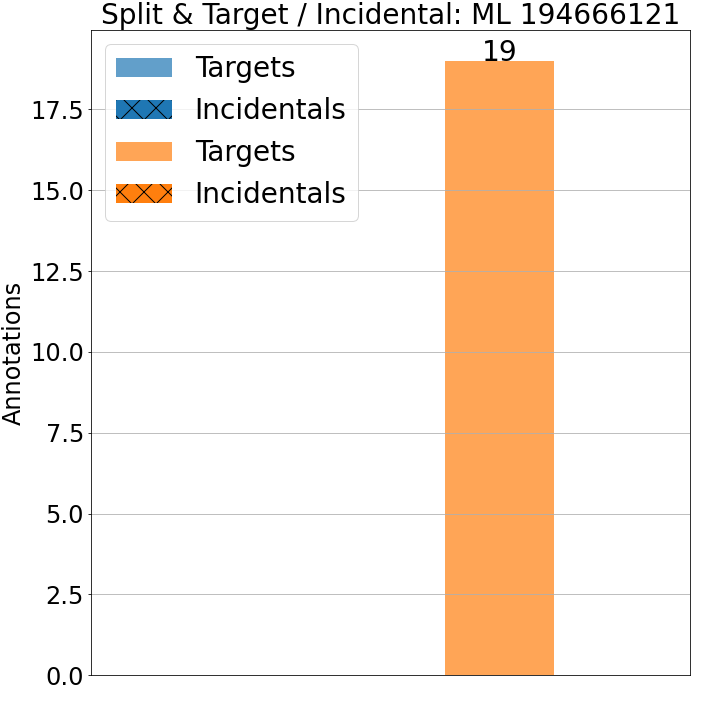 Split & Target / Incidental: ML 194666121
19
Targets
Incidentals
Targets
Incidentals
17.5
15.0
12.5
10.0
7.5
5.0
2.5
0.0
Annotations